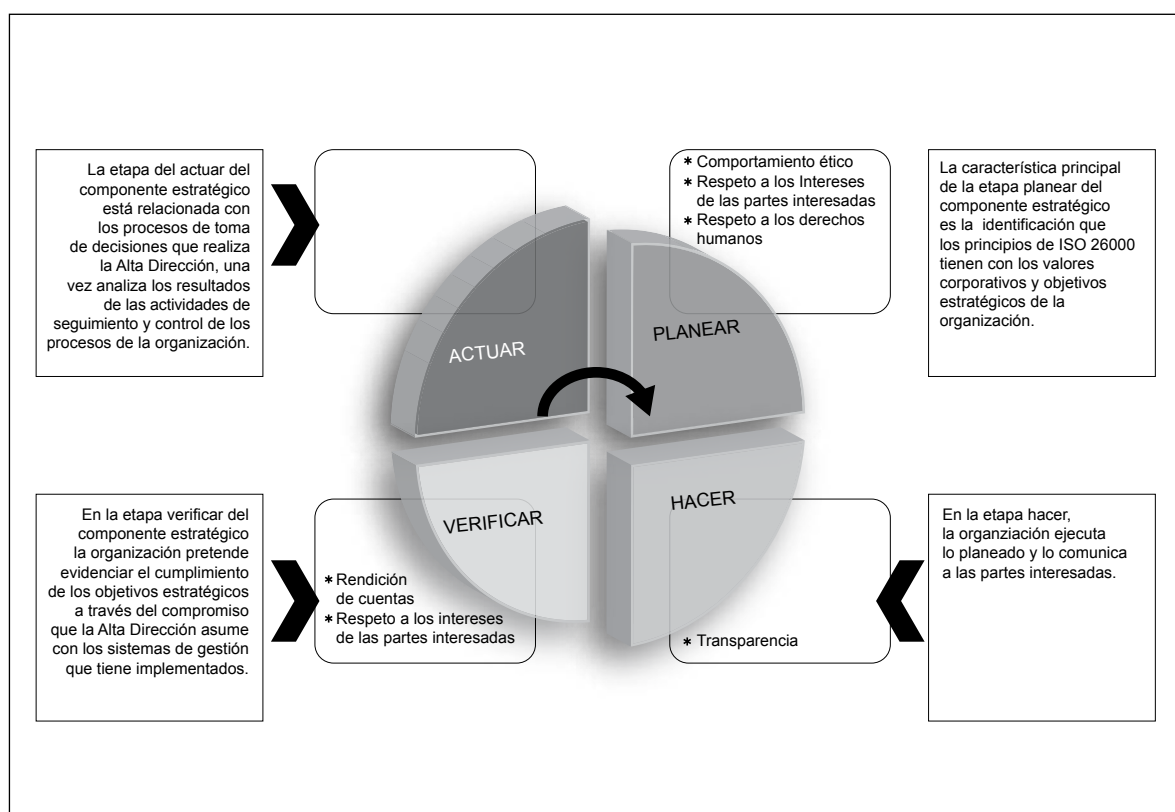 La etapa del actuar del
componente estratégico
está relacionada con
los procesos de toma
de decisiones que realiza
la Alta Dirección, una
vez analiza los resultados
de las actividades de
seguimiento y control de los
procesos de la organización.
ACTUAR
* Comportamiento ético
* Respeto a los Intereses
de las partes interesadas
* Respeto a los derechos
humanos
PLANEAR
La característica principal
de la etapa planear del
componente estratégico
es la identificación que
los principios de ISO 26000
tienen con los valores
corporativos y objetivos
estratégicos de la
organización.
En la etapa verificar del
componente estratégico
la organización pretende
evidenciar el cumplimiento
de los objetivos estratégicos
a través del compromiso
que la Alta Dirección asume
con los sistemas de gestión
que tiene implementados.
VERIFICAR
* Rendición
de cuentas
* Respeto a los intereses
de las partes interesadas
HACER
* Transparencia
En la etapa hacer,
la organziación ejecuta
lo planeado y lo comunica
a las partes interesadas.